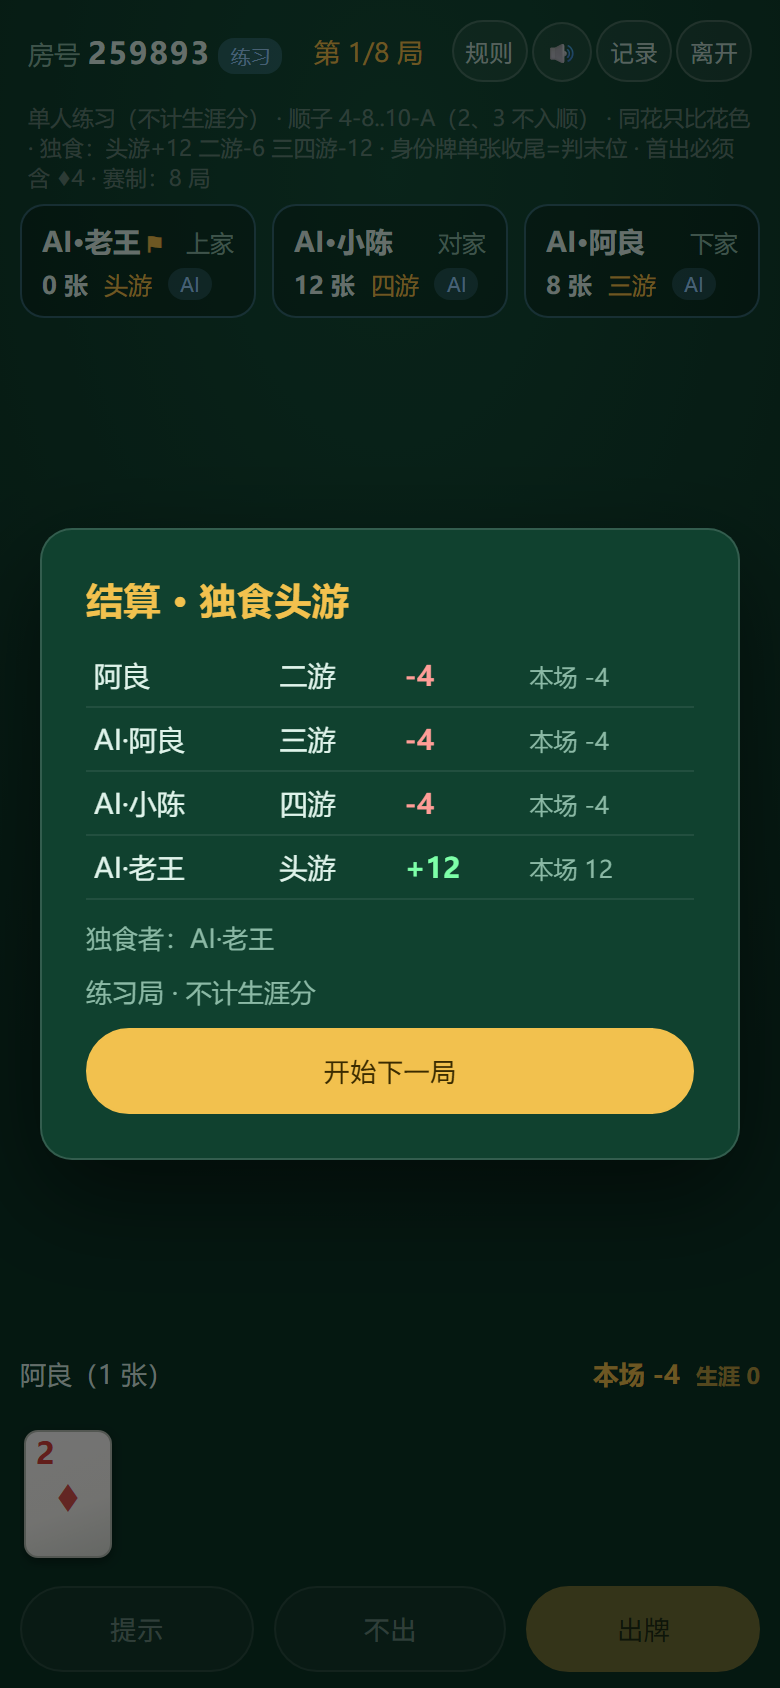 房号 259893 练习 第 1/8 局 规则 记录 离开
单人练习（不计生涯分） · 顺子 4-8..10-A（2、3 不入顺） · 同花只比花色
· 独食：头游+12 二游-6 三四游-12 · 身份牌单张收尾=判末位 · 首出必须
含 ♦4 · 赛制：8 局
AI·老王 上家
0 张 头游 AI
AI·小陈 对家
12 张 四游 AI
AI·阿良 下家
8 张 三游 AI
结算 · 独食头游
阿良 二游 -4 本场 -4
AI·阿良 三游 -4 本场 -4
AI·小陈 四游 -4 本场 -4
AI·老王 头游 +12 本场 12
独食者：AI·老王
练习局 · 不计生涯分
开始下一局
阿良（1 张） 本场 -4 生涯 0
2
♦
提示 不出 出牌